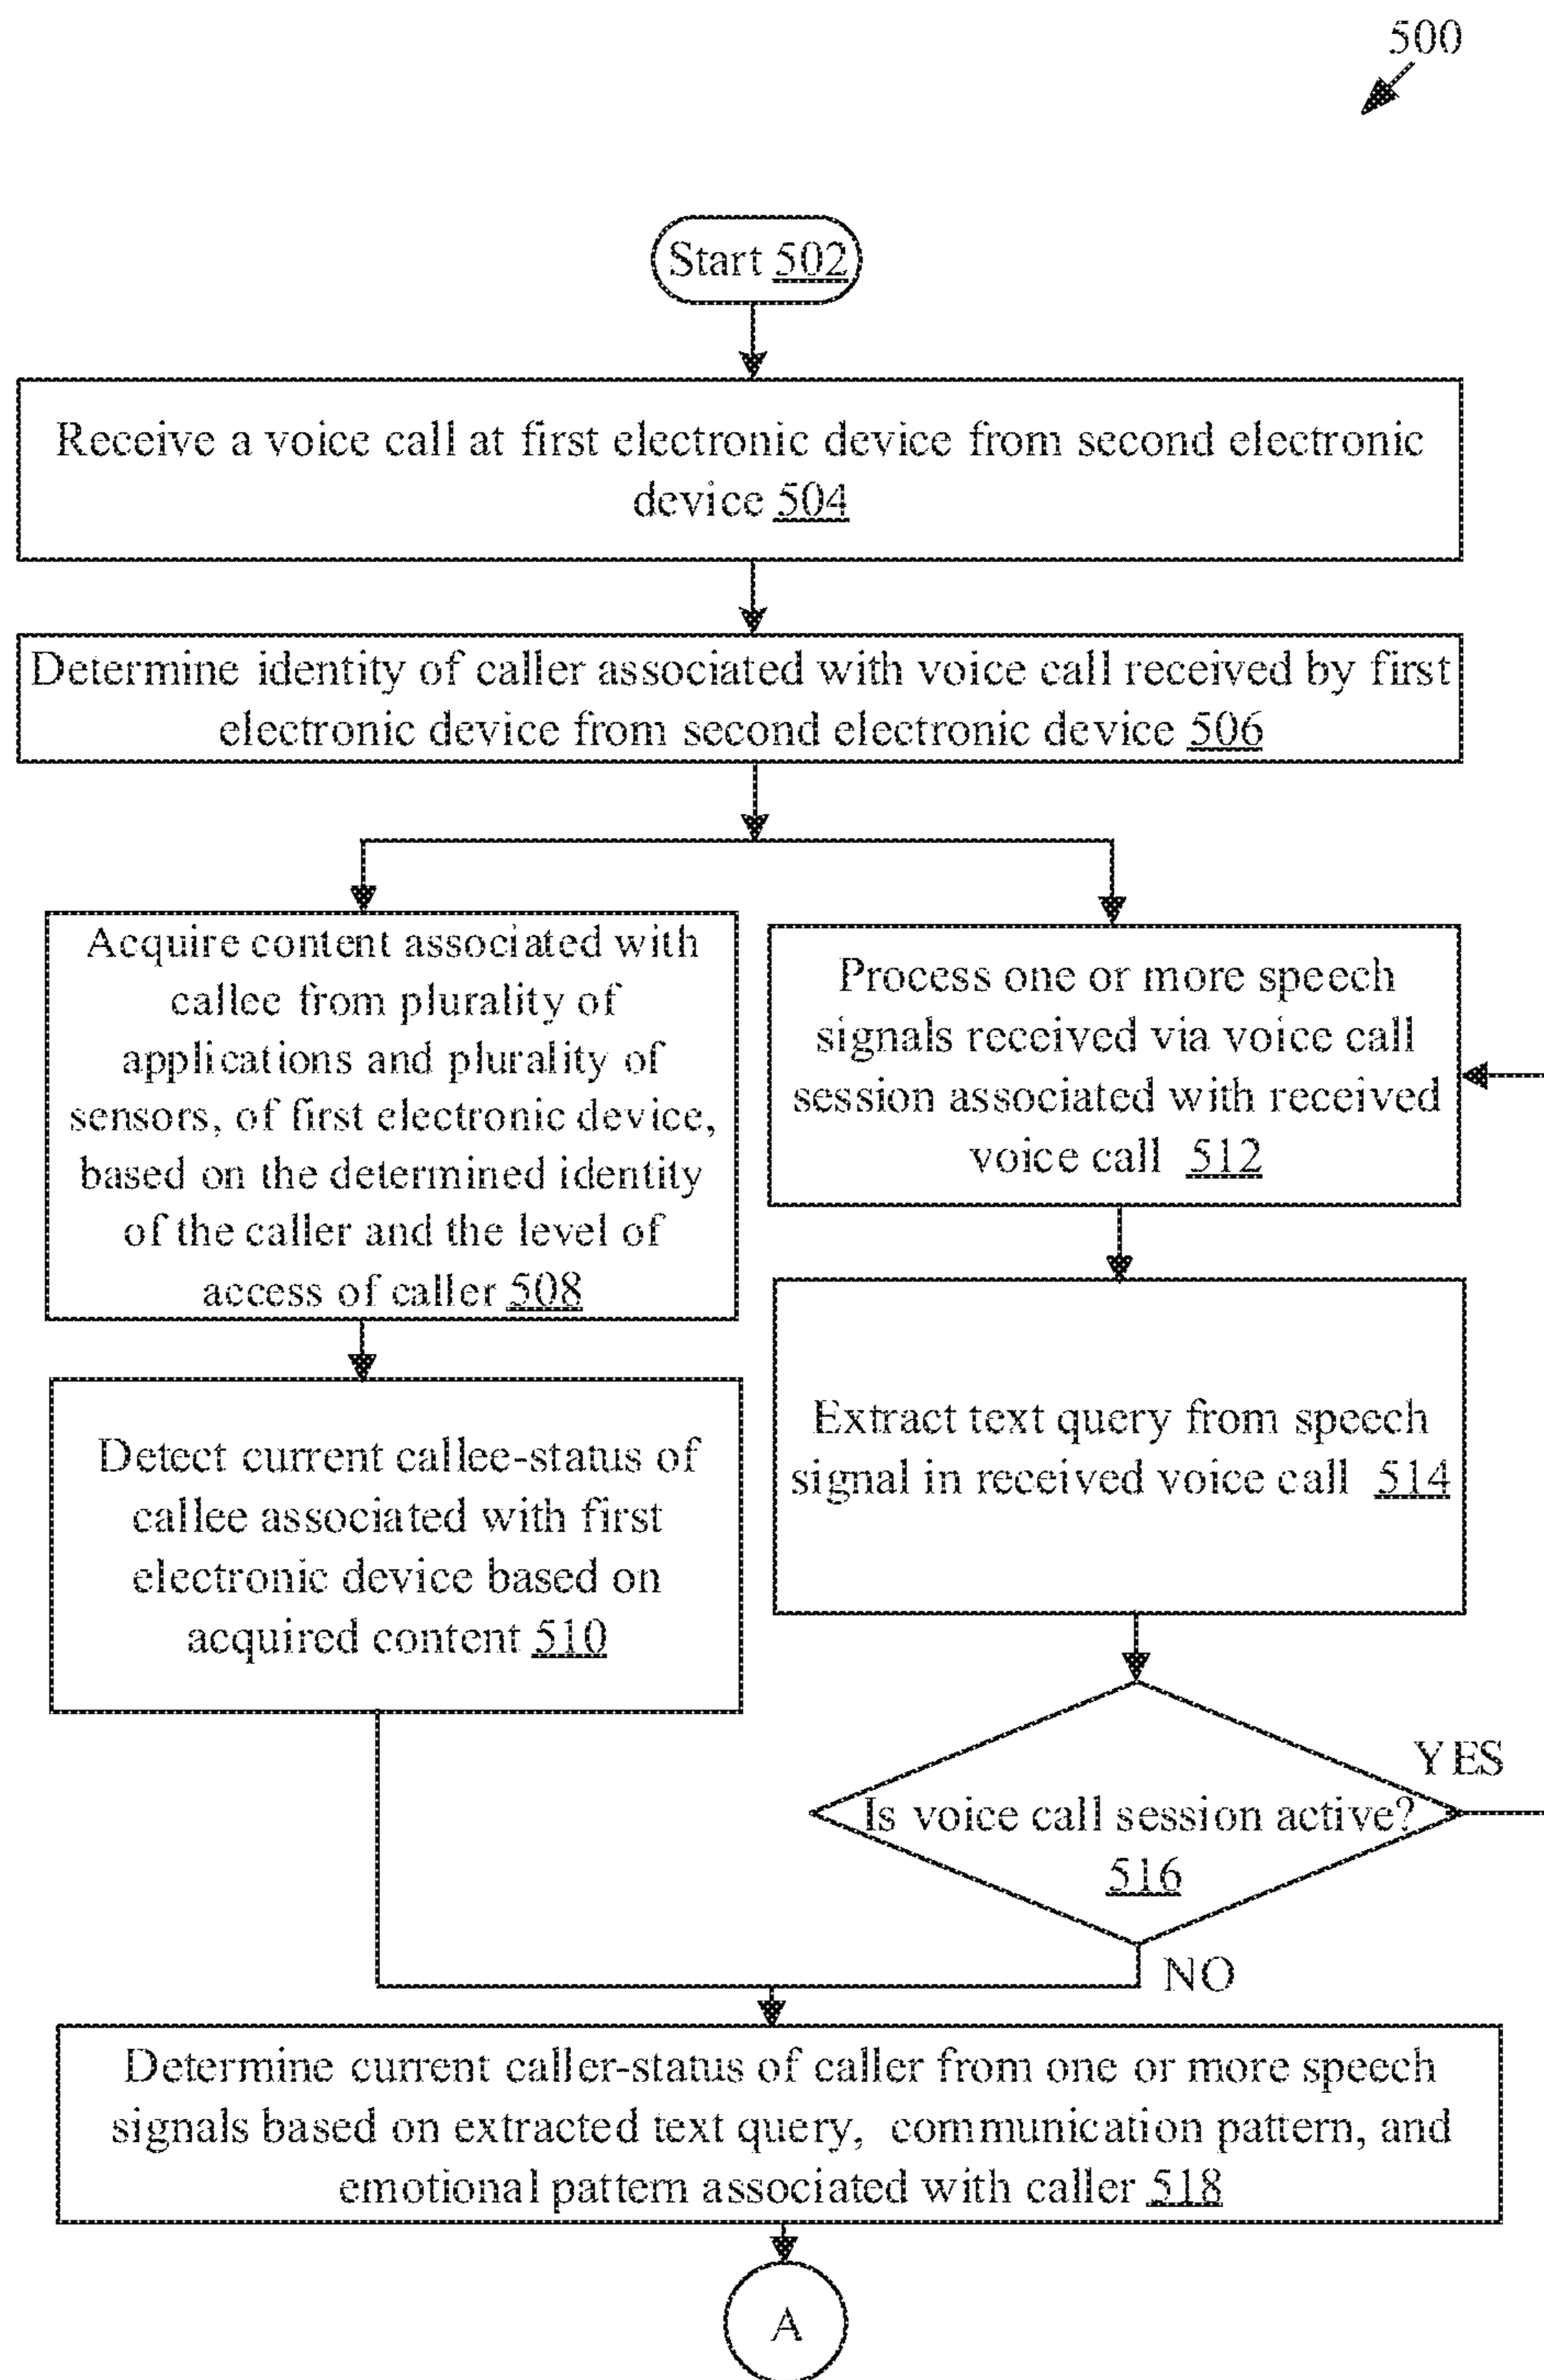 500
Start 502
Receive a voice call at first electronic device from second electronic
device 504
Determine identity of caller associated with voice call received by first
electronic device from second electronic device 506
Acquire content associated with
callee from plurality of
applications and plurality of
sensors, of first electronic device,
based on the determined identity
of the caller and the level of
access of caller 508
Process one or more speech
signals received via voice call
session associated with received
voice call 512
Detect current callee-status of
callee associated with first
electronic device based on
acquired content 510
Extract text query from speech
signal in received voice call 514
YES
Is voice call session active?
516
NO
Determine current caller-status of caller from one or more speech
signals based on extracted text query, communication pattern, and
emotional pattern associated with caller 518
A